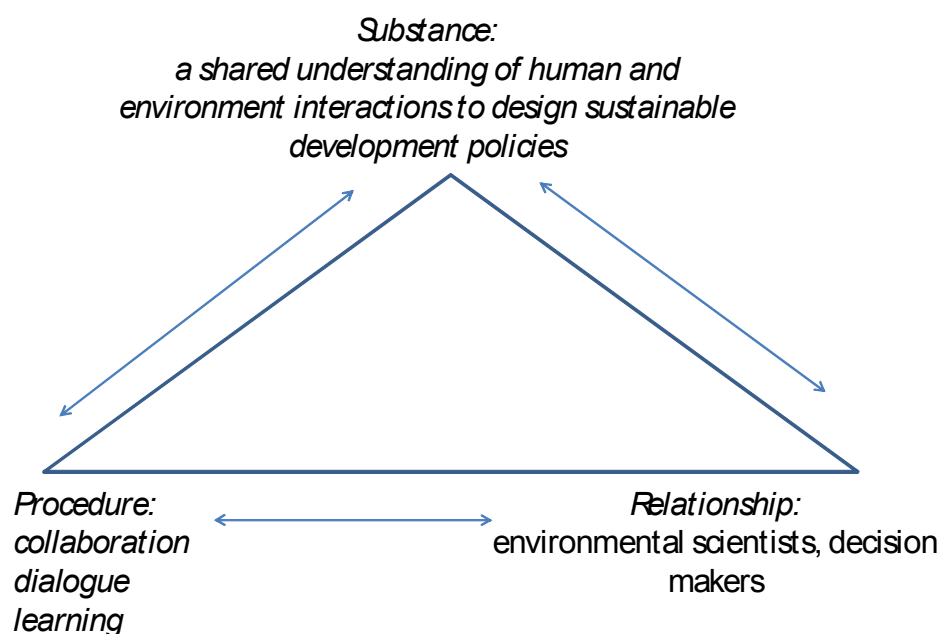 Substance:
a shared understanding of human and
environment interactions to design sustainable
development policies
Procedure:
collaboration
dialogue
learning
Relationship:
environmental scientists, decision
makers